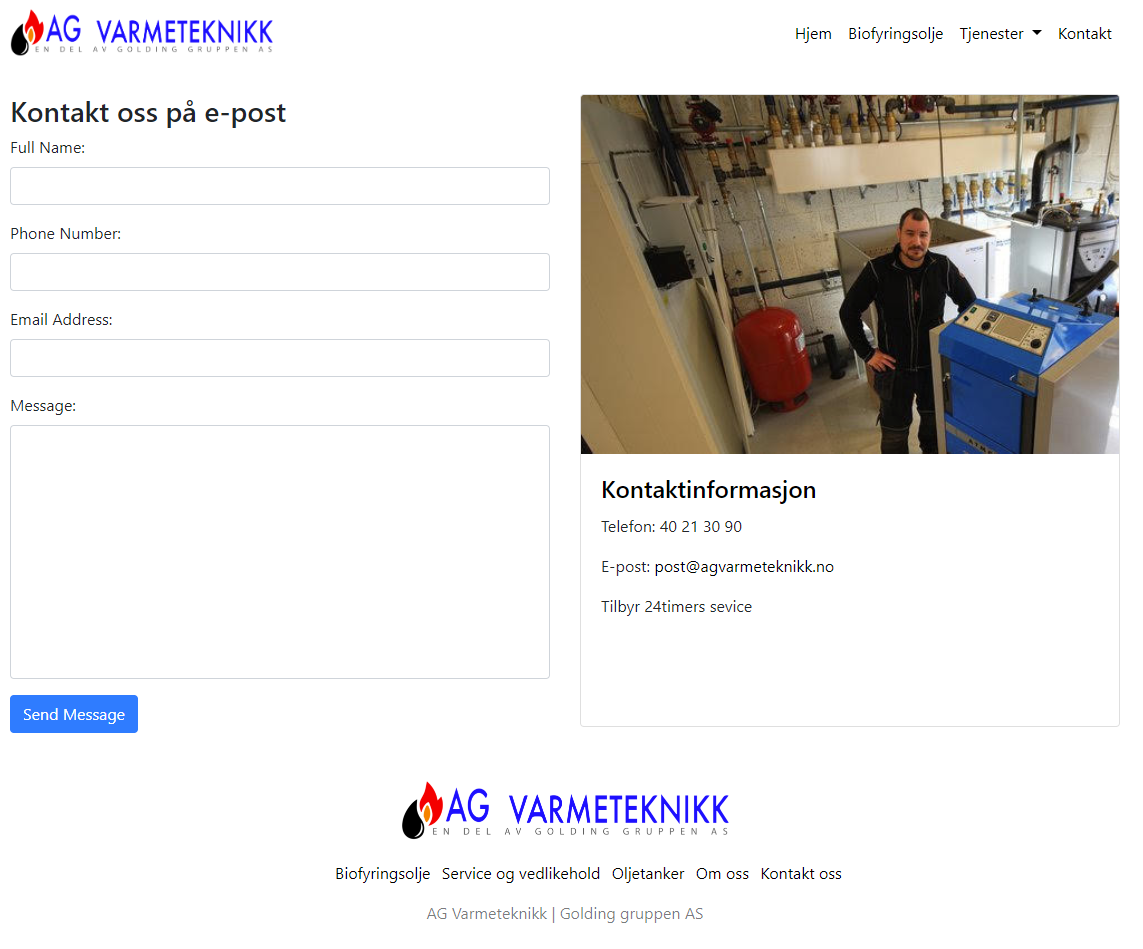 AG VARMETEKNIKK
EN DEL AV GOLDING GRUPPEN AS
Hjem Biofyringsolje Tjenester Kontakt
Kontakt oss på e-post
Full Name:
Phone Number:
Email Address:
Message:
Send Message
Kontaktinformasjon
Telefon: 40 21 30 90
E-post: post@agvarmeteknikk.no
Tilbyr 24timers sevice
AG VARMETEKNIKK
EN DEL AV GOLDING GRUPPEN AS
Biofyringsolje Service og vedlikehold Oljetanker Om oss Kontakt oss
AG Varmeteknikk | Golding gruppen AS